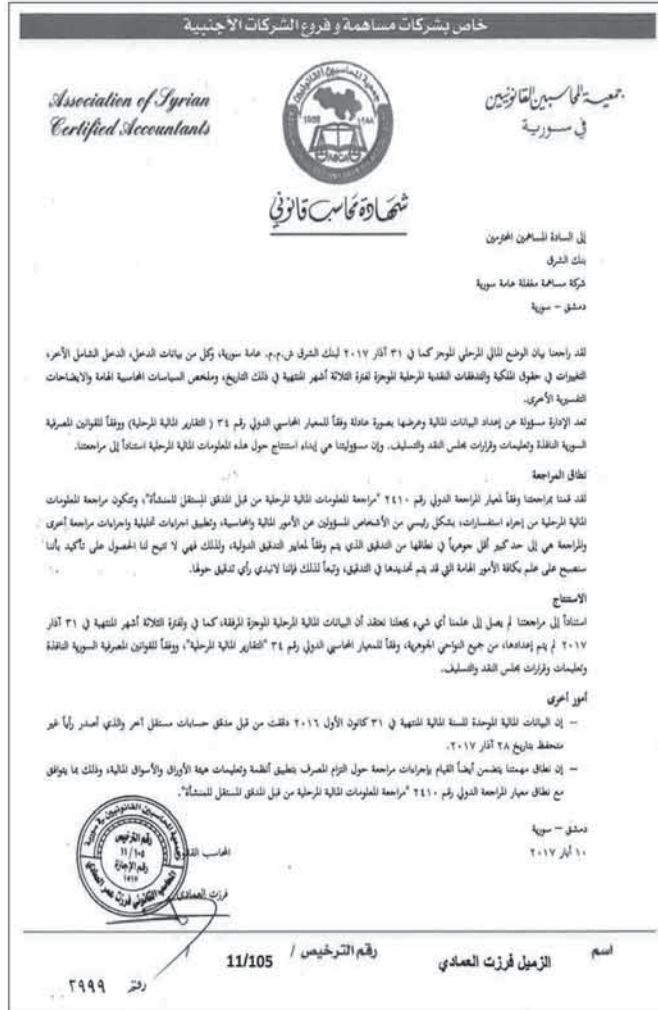 خاص بشركات مساهمة و فروع الشركات الأجنبية
Association of Syrian
Certified Accountants
جمعية المحاسبين القانونيين
في سورية
شهادة محاسب قانوني
إلى السادة المساهمين المحترمين
بنك الشرق
شركة مساهمة مغفلة عامة سورية
دمشق – سورية
لقد راجعنا بيان الوضع المالي المرحلي الموجز كما في ٣١ آذار ٢٠١٧ لبنك الشرق ش.م.م. عامة سورية، وكل من بيانات الدخل، الدخل الشامل الآخر،
التغيرات في حقوق الملكية والتدفقات النقدية المرحلية الموجزة لفترة الثلاثة أشهر المنتهية في ذلك التاريخ، وملخص السياسات المحاسبية الهامة والايضاحات
التفسيرية الأخرى.
تعد الإدارة مسؤولة عن إعداد البيانات المالية وعرضها بصورة عادلة وفقاً للمعيار المحاسبي الدولي رقم ٣٤ ( التقارير المالية المرحلية) ووفقاً للقوانين المصرفية
السورية النافذة وتعليمات وقرارات مجلس النقد والتسليف. وإن مسؤوليتنا هي إبداء استنتاج حول هذه المعلومات المالية المرحلية استناداً إلى مراجعتنا.
نطاق المراجعة
لقد قمنا بمراجعتنا وفقاً لمعيار المراجعة الدولي رقم ٢٤١٠ "مراجعة المعلومات المالية المرحلية من قبل المدقق المستقل للمنشأة"، وتتكون مراجعة المعلومات
المالية المرحلية من إجراء استفسارات، بشكل رئيسي من الأشخاص المسؤولين عن الأمور المالية والمحاسبية، وتطبيق اجراءات تحليلية واجراءات مراجعة أخرى
والمراجعة هي إلى حد كبير أقل جوهرياً في نطاقها من التدقيق الذي يتم وفقاً لمعايير التدقيق الدولية، ولذلك فهي لا تتيح لنا الحصول على تأكيد بأننا
سنصبح على علم بكافة الأمور الهامة التي قد يتم تحديدها في التدقيق، وتبعاً لذلك فإننا لانبدي رأي تدقيق حولها.
الاستنتاج
استناداً إلى مراجعتنا لم يصل إلى علمنا أي شيء يجعلنا نعتقد أن البيانات المالية المرحلية الموجزة المرفقة، كما في ولفترة الثلاثة أشهر المنتهية في ٣١ آذار
٢٠١٧ لم يتم إعدادها، من جميع النواحي الجوهرية، وفقاً للمعيار المحاسبي الدولي رقم ٣٤ "التقارير المالية المرحلية"، ووفقاً للقوانين المصرفية السورية النافذة
وتعليمات وقرارات مجلس النقد والتسليف.
أمور أخرى
– إن البيانات المالية الموحدة للسنة المالية المنتهية في ٣١ كانون الأول ٢٠١٦ دققت من قبل مدقق حسابات مستقل آخر والذي أصدر رأياً غير
متحفظ بتاريخ ٢٨ آذار ٢٠١٧.
– إن نطاق مهمتنا يتضمن أيضاً القيام بإجراءات مراجعة حول التزام المصرف بتطبيق أنظمة وتعليمات هيئة الأوراق والأسواق المالية، وذلك بما يتوافق
مع نطاق معيار المراجعة الدولي رقم ٢٤١٠ "مراجعة المعلومات المالية المرحلية من قبل المدقق المستقل للمنشأة".
دمشق – سورية
١٠ أيار ٢٠١٧
المحاسب
فرزت العمادي
رقم الترخيص
١١/١٠٥
رقم الإجازة
اسم الزميل فرزت العمادي رقم الترخيص / 11/105 /
رقم ٢٩٩٩